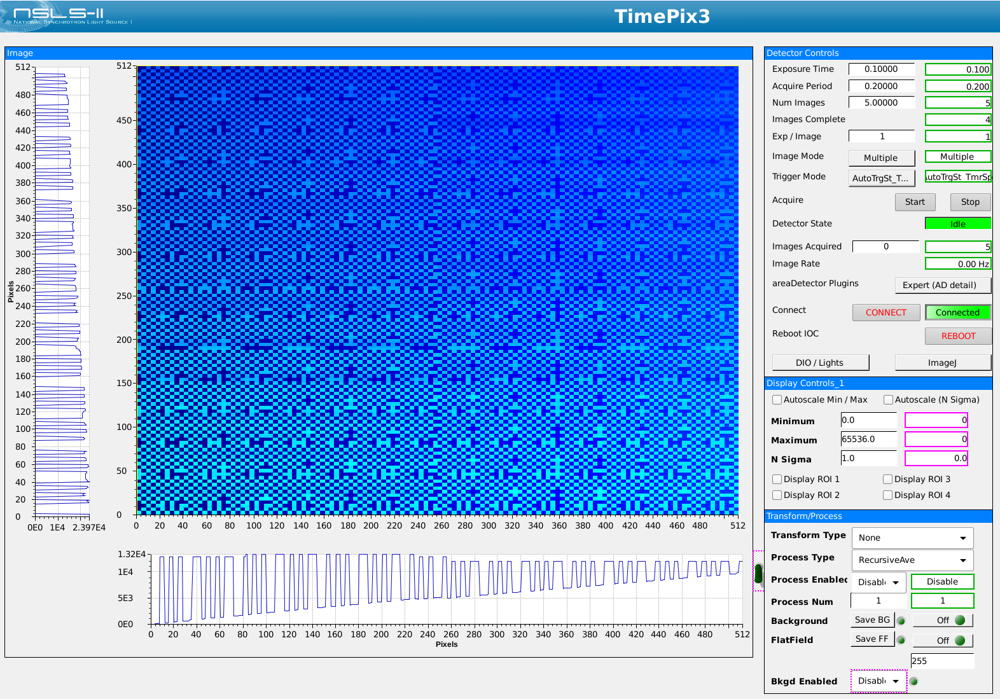 NSLS-II
National Synchrotron Light Source I
TimePix3
Image
512
480
460
440
420
400
380
360
340
320
300
280
260
240
220
200
180
160
140
120
100
80
60
40
20
0
Pixels
0E0 1E4 2.397E4
512
450
400
350
300
250
200
150
100
50
0
0 20 40 60 80 100 120 140 160 180 200 220 240 260 280 300 320 340 360 380 400 420 440 460 480 512
1.32E4
1E4
5E3
0E0
0 20 40 60 80 100 120 140 160 180 200 220 240 260 280 300 320 340 360 380 400 420 440 460 480 512
Pixels
Detector Controls
Exposure Time 0.10000 0.100
Acquire Period 0.20000 0.200
Num Images 5.00000 5
Images Complete 4
Exp / Image 1 1
Image Mode Multiple Multiple
Trigger Mode AutoTrgSt_T... utoTrgSt_TmrSp
Acquire Start Stop
Detector State Idle
Images Acquired 0 5
Image Rate 0.00 Hz
areaDetector Plugins Expert (AD detail)
Connect CONNECT Connected
Reboot IOC REBOOT
DIO / Lights ImageJ
Display Controls_1
Autoscale Min / Max Autoscale (N Sigma)
Minimum 0.0 0
Maximum 65536.0 0
N Sigma 1.0 0.0
Display ROI 1 Display ROI 3
Display ROI 2 Display ROI 4
Transform/Process
Transform Type None
Process Type RecursiveAve
Process Enabled Disabl Disable
Process Num 1 1
Background Save BG Off
FlatField Save FF Off
255
Bkgd Enabled Disabl